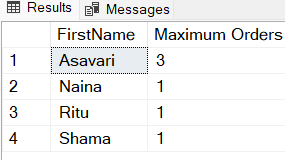 Results Messages
FirstName Maximum Orders
1 Asavari 3
2 Naina 1
3 Ritu 1
4 Shama 1